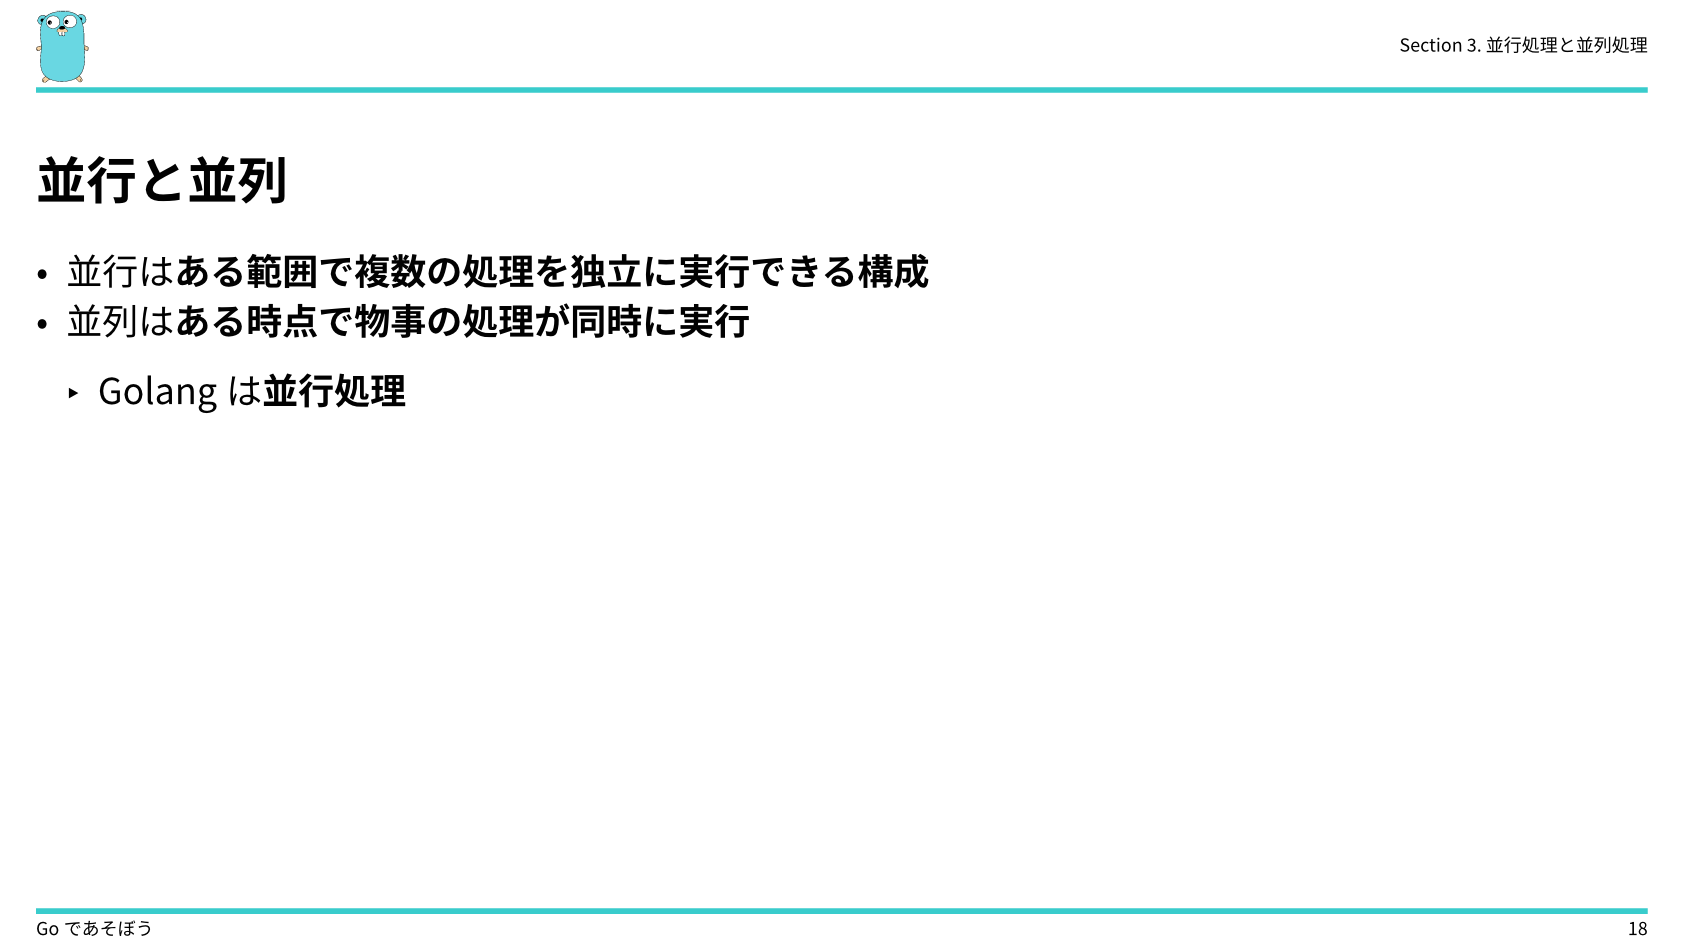 Section 3. 並行処理と並列処理
並行と並列
• 並行はある範囲で複数の処理を独立に実行できる構成
• 並列はある時点で物事の処理が同時に実行
‣ Golang は並行処理
Go であそぼう
18